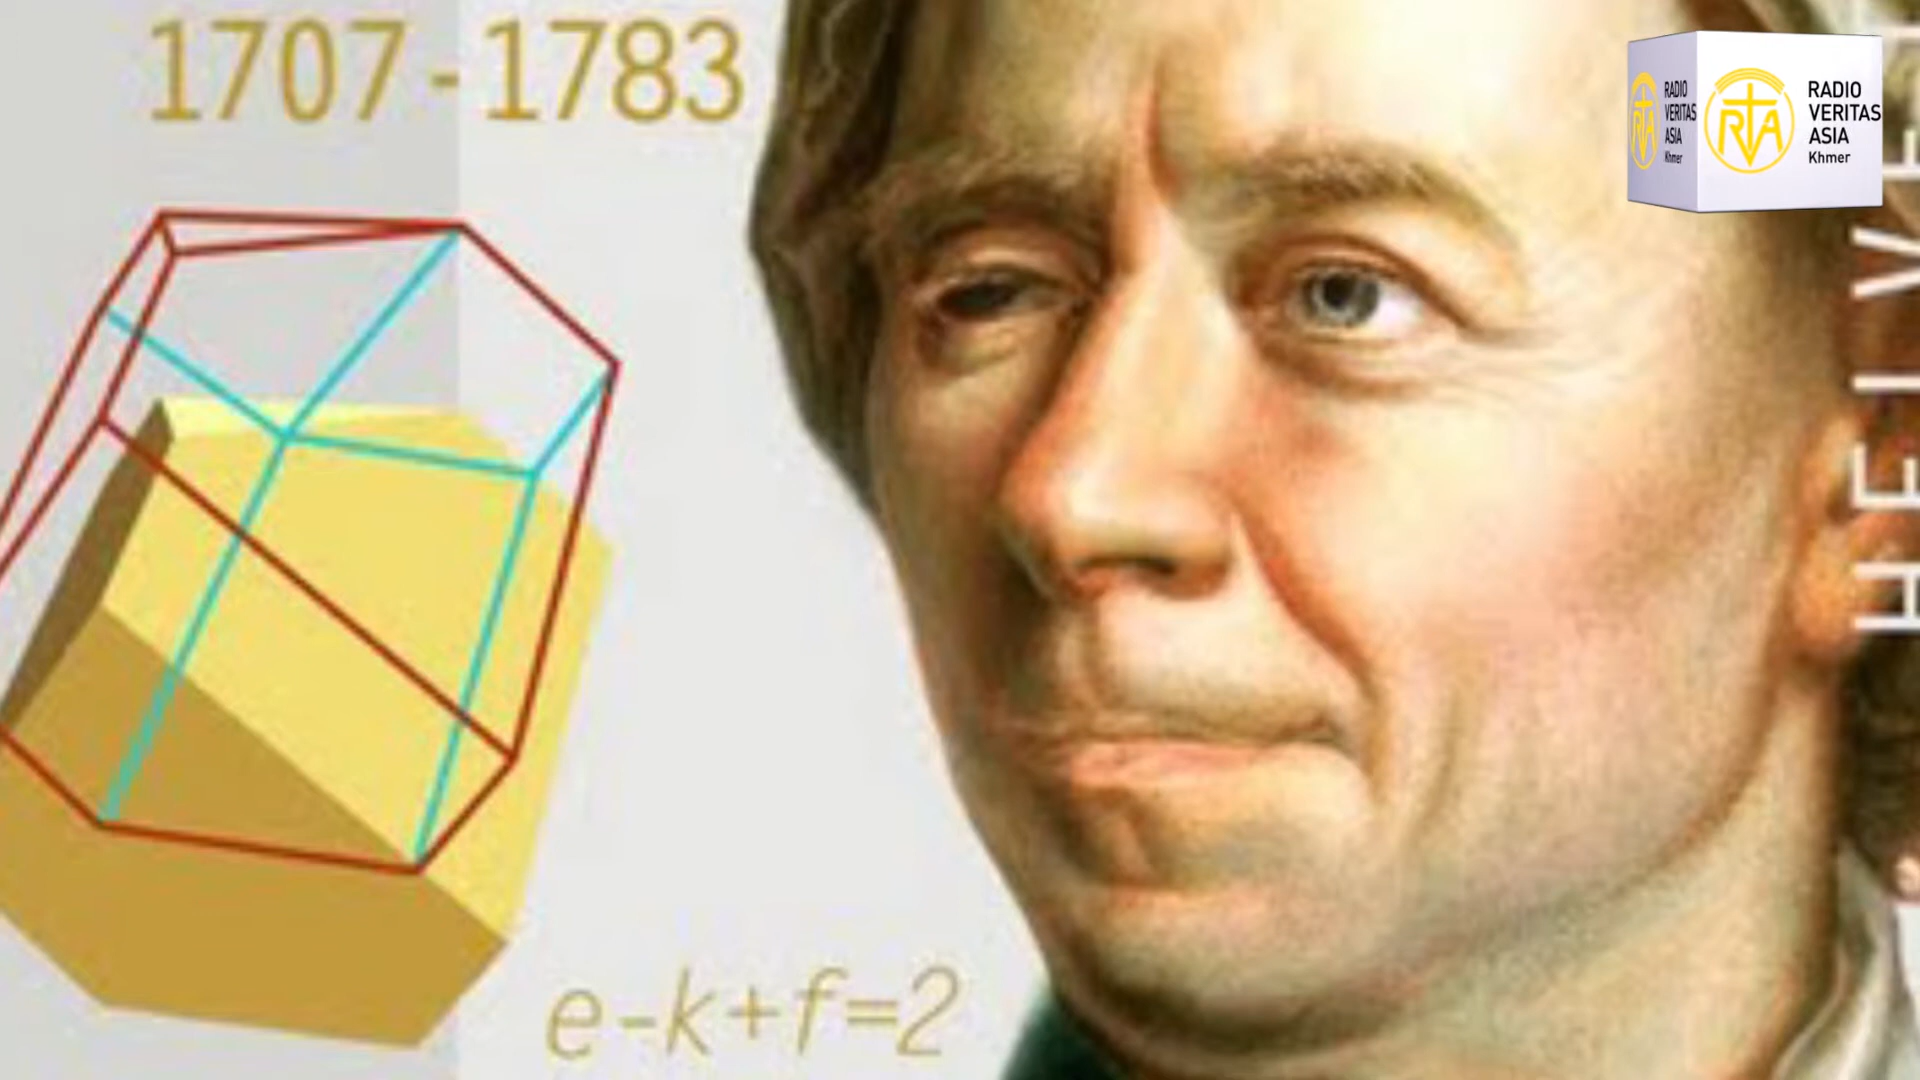 1707 - 1783
RADIO
VERITAS
ASIA
Khmer
RADIO
VERITAS
ASIA
Khmer
HELVE
e-k+f=2